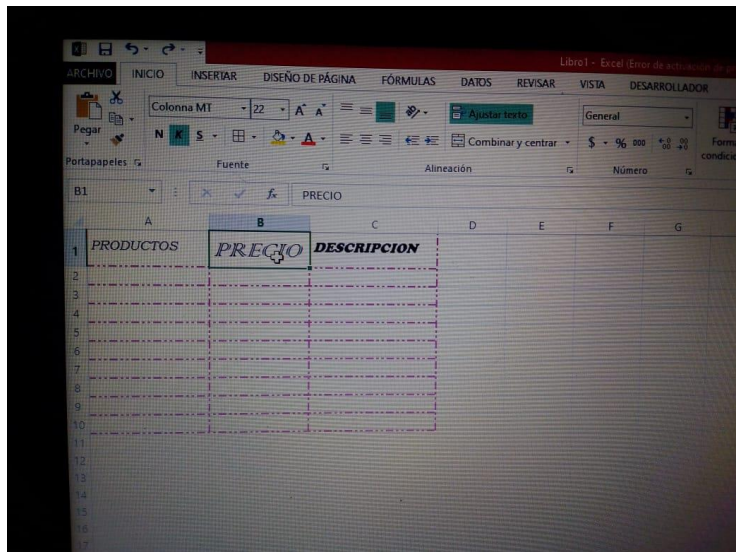 Libro1 - Excel (Error de activación de
ARCHIVO INICIO INSERTAR DISEÑO DE PÁGINA FÓRMULAS DATOS REVISAR VISTA DESARROLLADOR
Colonna MT 22 A A Ajustar texto General
Pegar N K S A Combinar y centrar $ % 000
Portapapeles Fuente Alineación Número
B1 fx PRECIO
A B C D E F G
1 PRODUCTOS PRECIO DESCRIPCION
2
3
4
5
6
7
8
9
10
11
12
13
14
15
16
17